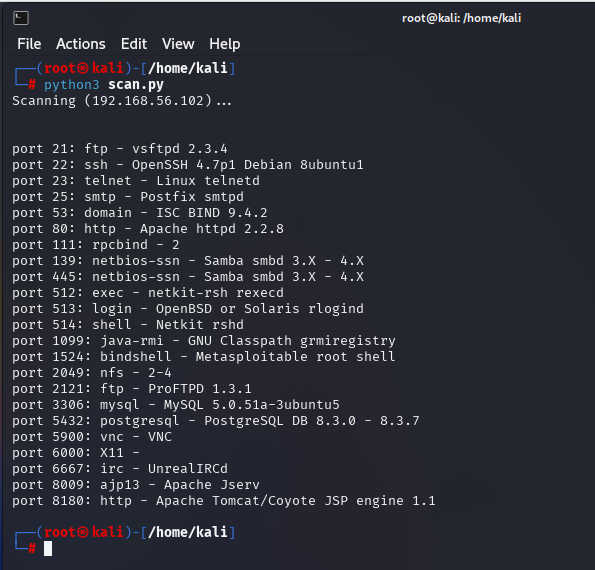 root@kali: /home/kali
File Actions Edit View Help
┌──(root㉿kali)-[/home/kali]
└─# python3 scan.py
Scanning (192.168.56.102)...
port 21: ftp - vsftpd 2.3.4
port 22: ssh - OpenSSH 4.7p1 Debian 8ubuntu1
port 23: telnet - Linux telnetd
port 25: smtp - Postfix smtpd
port 53: domain - ISC BIND 9.4.2
port 80: http - Apache httpd 2.2.8
port 111: rpcbind - 2
port 139: netbios-ssn - Samba smbd 3.X - 4.X
port 445: netbios-ssn - Samba smbd 3.X - 4.X
port 512: exec - netkit-rsh rexecd
port 513: login - OpenBSD or Solaris rlogind
port 514: shell - Netkit rshd
port 1099: java-rmi - GNU Classpath grmiregistry
port 1524: bindshell - Metasploitable root shell
port 2049: nfs - 2-4
port 2121: ftp - ProFTPD 1.3.1
port 3306: mysql - MySQL 5.0.51a-3ubuntu5
port 5432: postgresql - PostgreSQL DB 8.3.0 - 8.3.7
port 5900: vnc - VNC
port 6000: X11 -
port 6667: irc - UnrealIRCd
port 8009: ajp13 - Apache Jserv
port 8180: http - Apache Tomcat/Coyote JSP engine 1.1
┌──(root㉿kali)-[/home/kali]
└─#